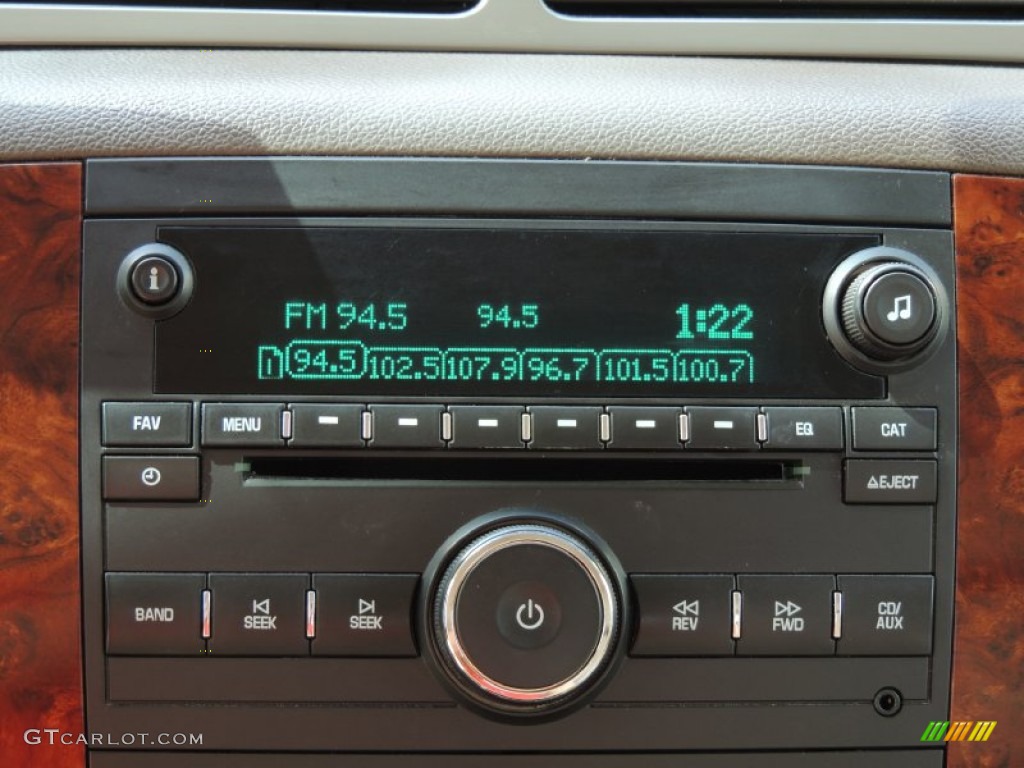 FM 94.5 94.5 1:22
1 94.5 102.5 107.9 96.7 101.5 100.7
FAV MENU EQ CAT
EJECT
BAND SEEK SEEK REV FWD CD/
AUX
GTCARLOT.COM